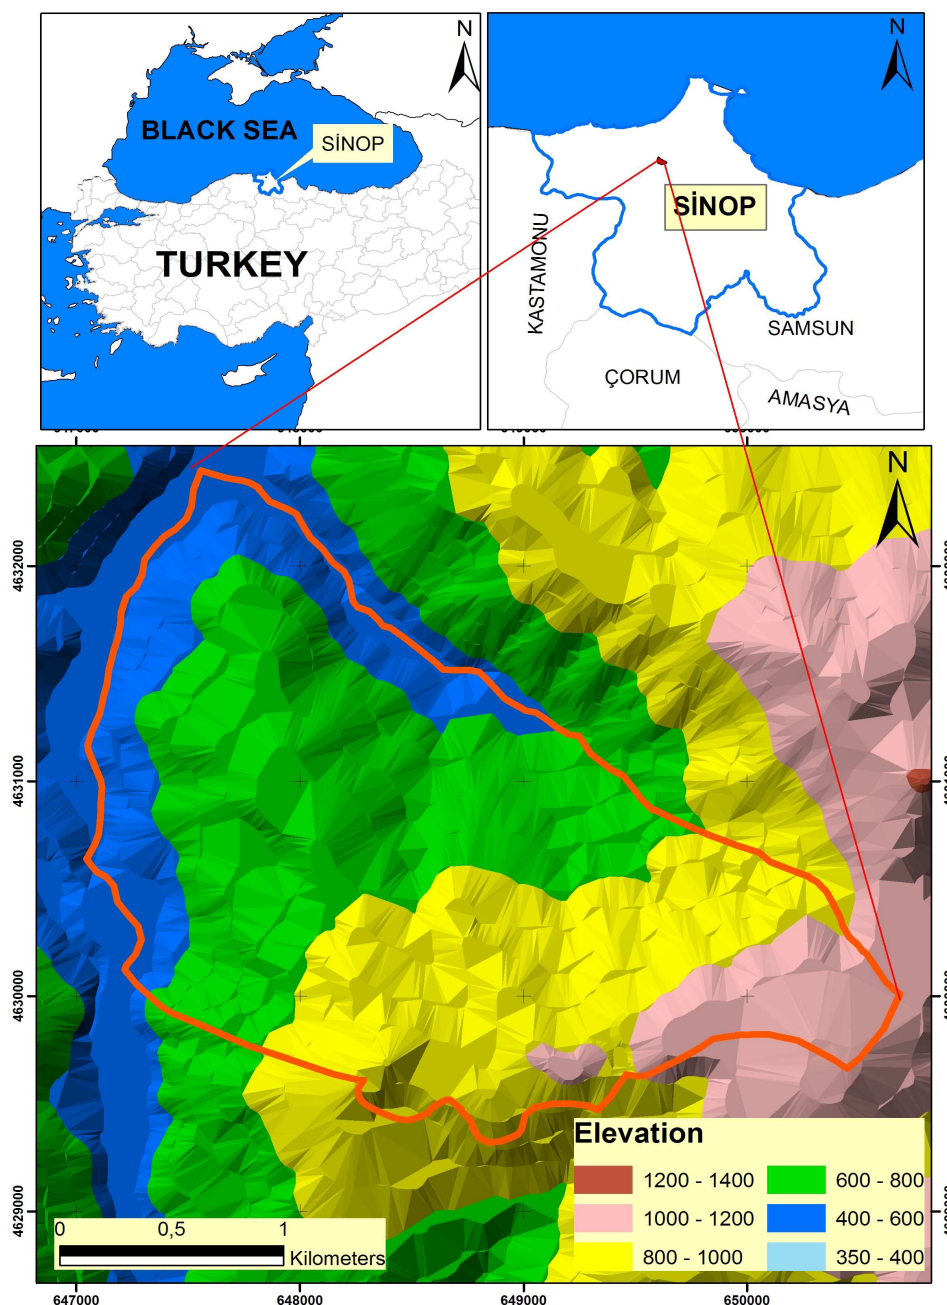 N
BLACK SEA
SİNOP
TURKEY
N
SİNOP
KASTAMONU
SAMSUN
ÇORUM
AMASYA
N
4632000
4631000
4630000
4629000
Elevation
1200 - 1400
600 - 800
1000 - 1200
400 - 600
800 - 1000
350 - 400
0
0,5
1
Kilometers
647000
648000
649000
650000